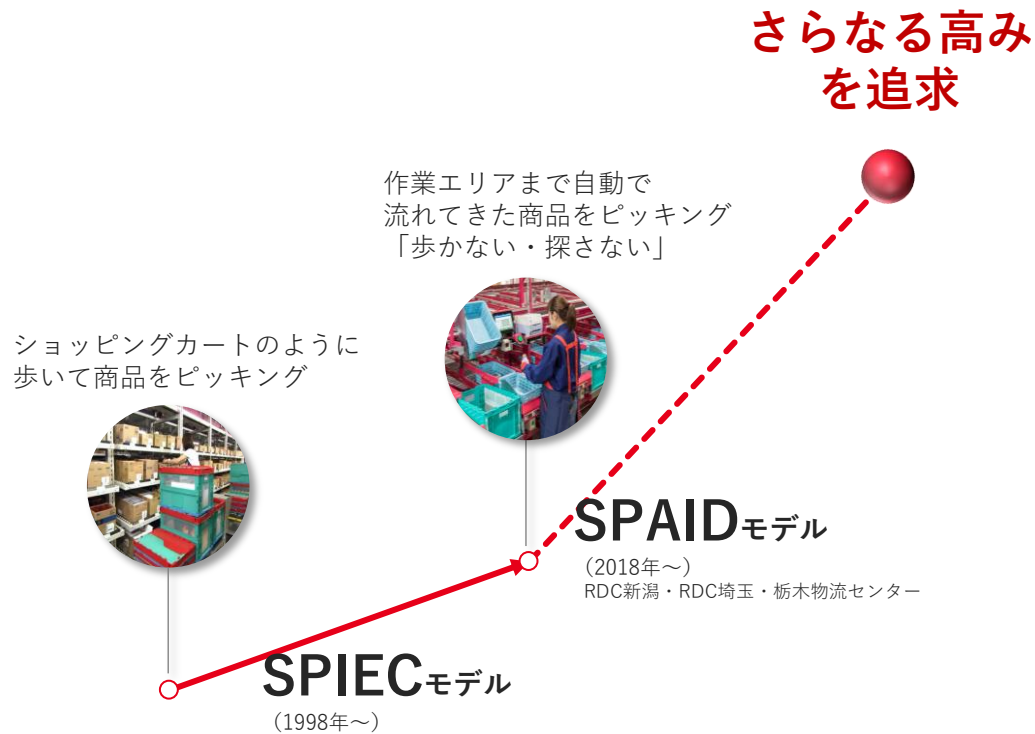 さらなる高み
を追求
作業エリアまで自動で
流れてきた商品をピッキング
「歩かない・探さない」
ショッピングカートのように
歩いて商品をピッキング
SPAIDモデル
（2018年～）
RDC新潟・RDC埼玉・栃木物流センター
SPIECモデル
（1998年～）